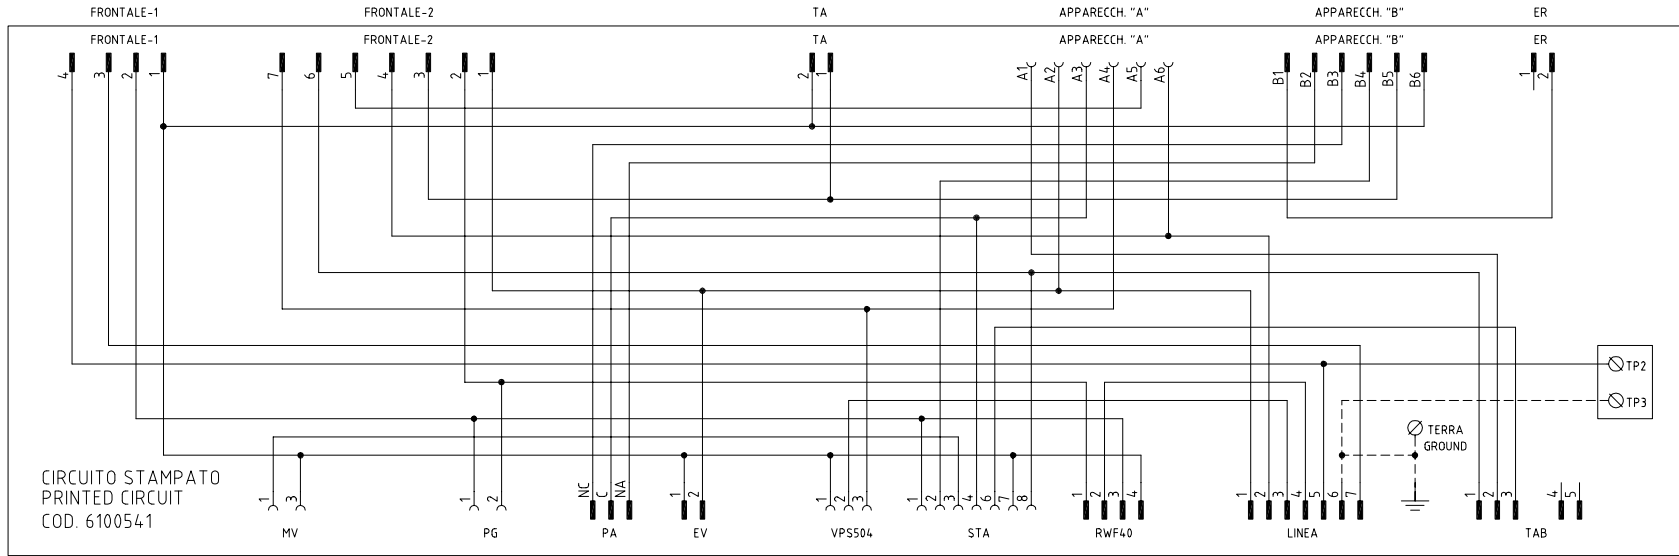 FRONTALE-1 FRONTALE-2 TA APPARECCH. "A" APPARECCH. "B" ER
FRONTALE-1 FRONTALE-2 TA APPARECCH. "A" APPARECCH. "B" ER
4 3 2 1 7 6 5 4 3 2 1 2 1 A1 A2 A3 A4 A5 A6 B1 B2 B3 B4 B5 B6 1 2
TP2
TP3
TERRA
GROUND
CIRCUITO STAMPATO
PRINTED CIRCUIT
COD. 6100541
1 3 1 2 NC C NA 1 2 1 2 3 1 2 3 4 6 7 8 1 2 3 4 1 2 3 4 5 6 7 1 2 3 4 5
MV PG PA EV VPS504 STA RWF40 LINEA TAB